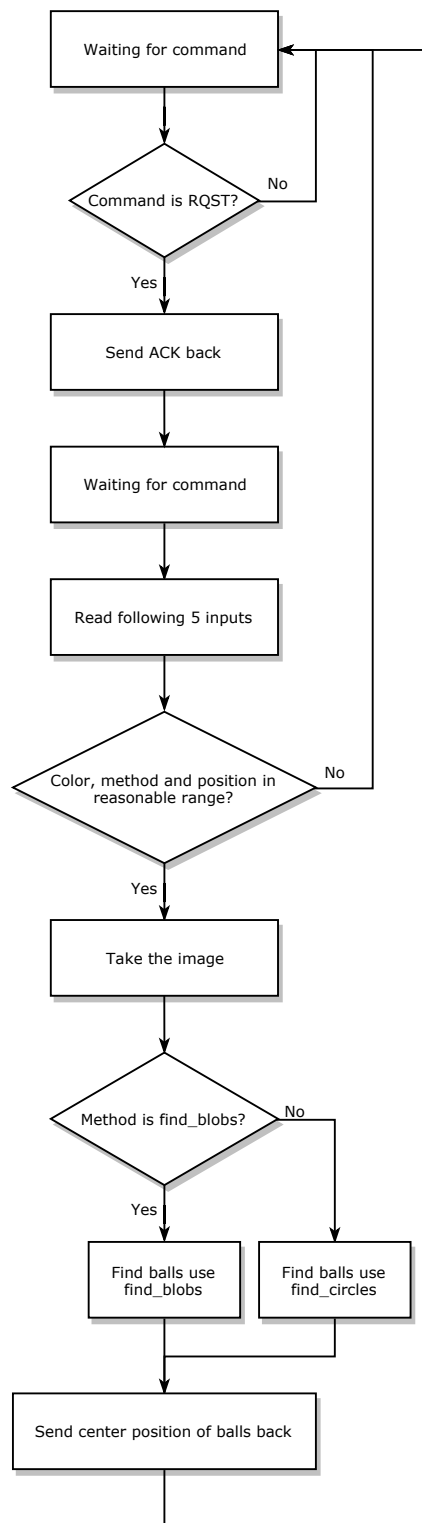 Waiting for command
Command is RQST?
No
Yes
Send ACK back
Waiting for command
Read following 5 inputs
Color, method and position in
reasonable range?
No
Yes
Take the image
Method is find_blobs?
No
Yes
Find balls use
find_blobs
Find balls use
find_circles
Send center position of balls back